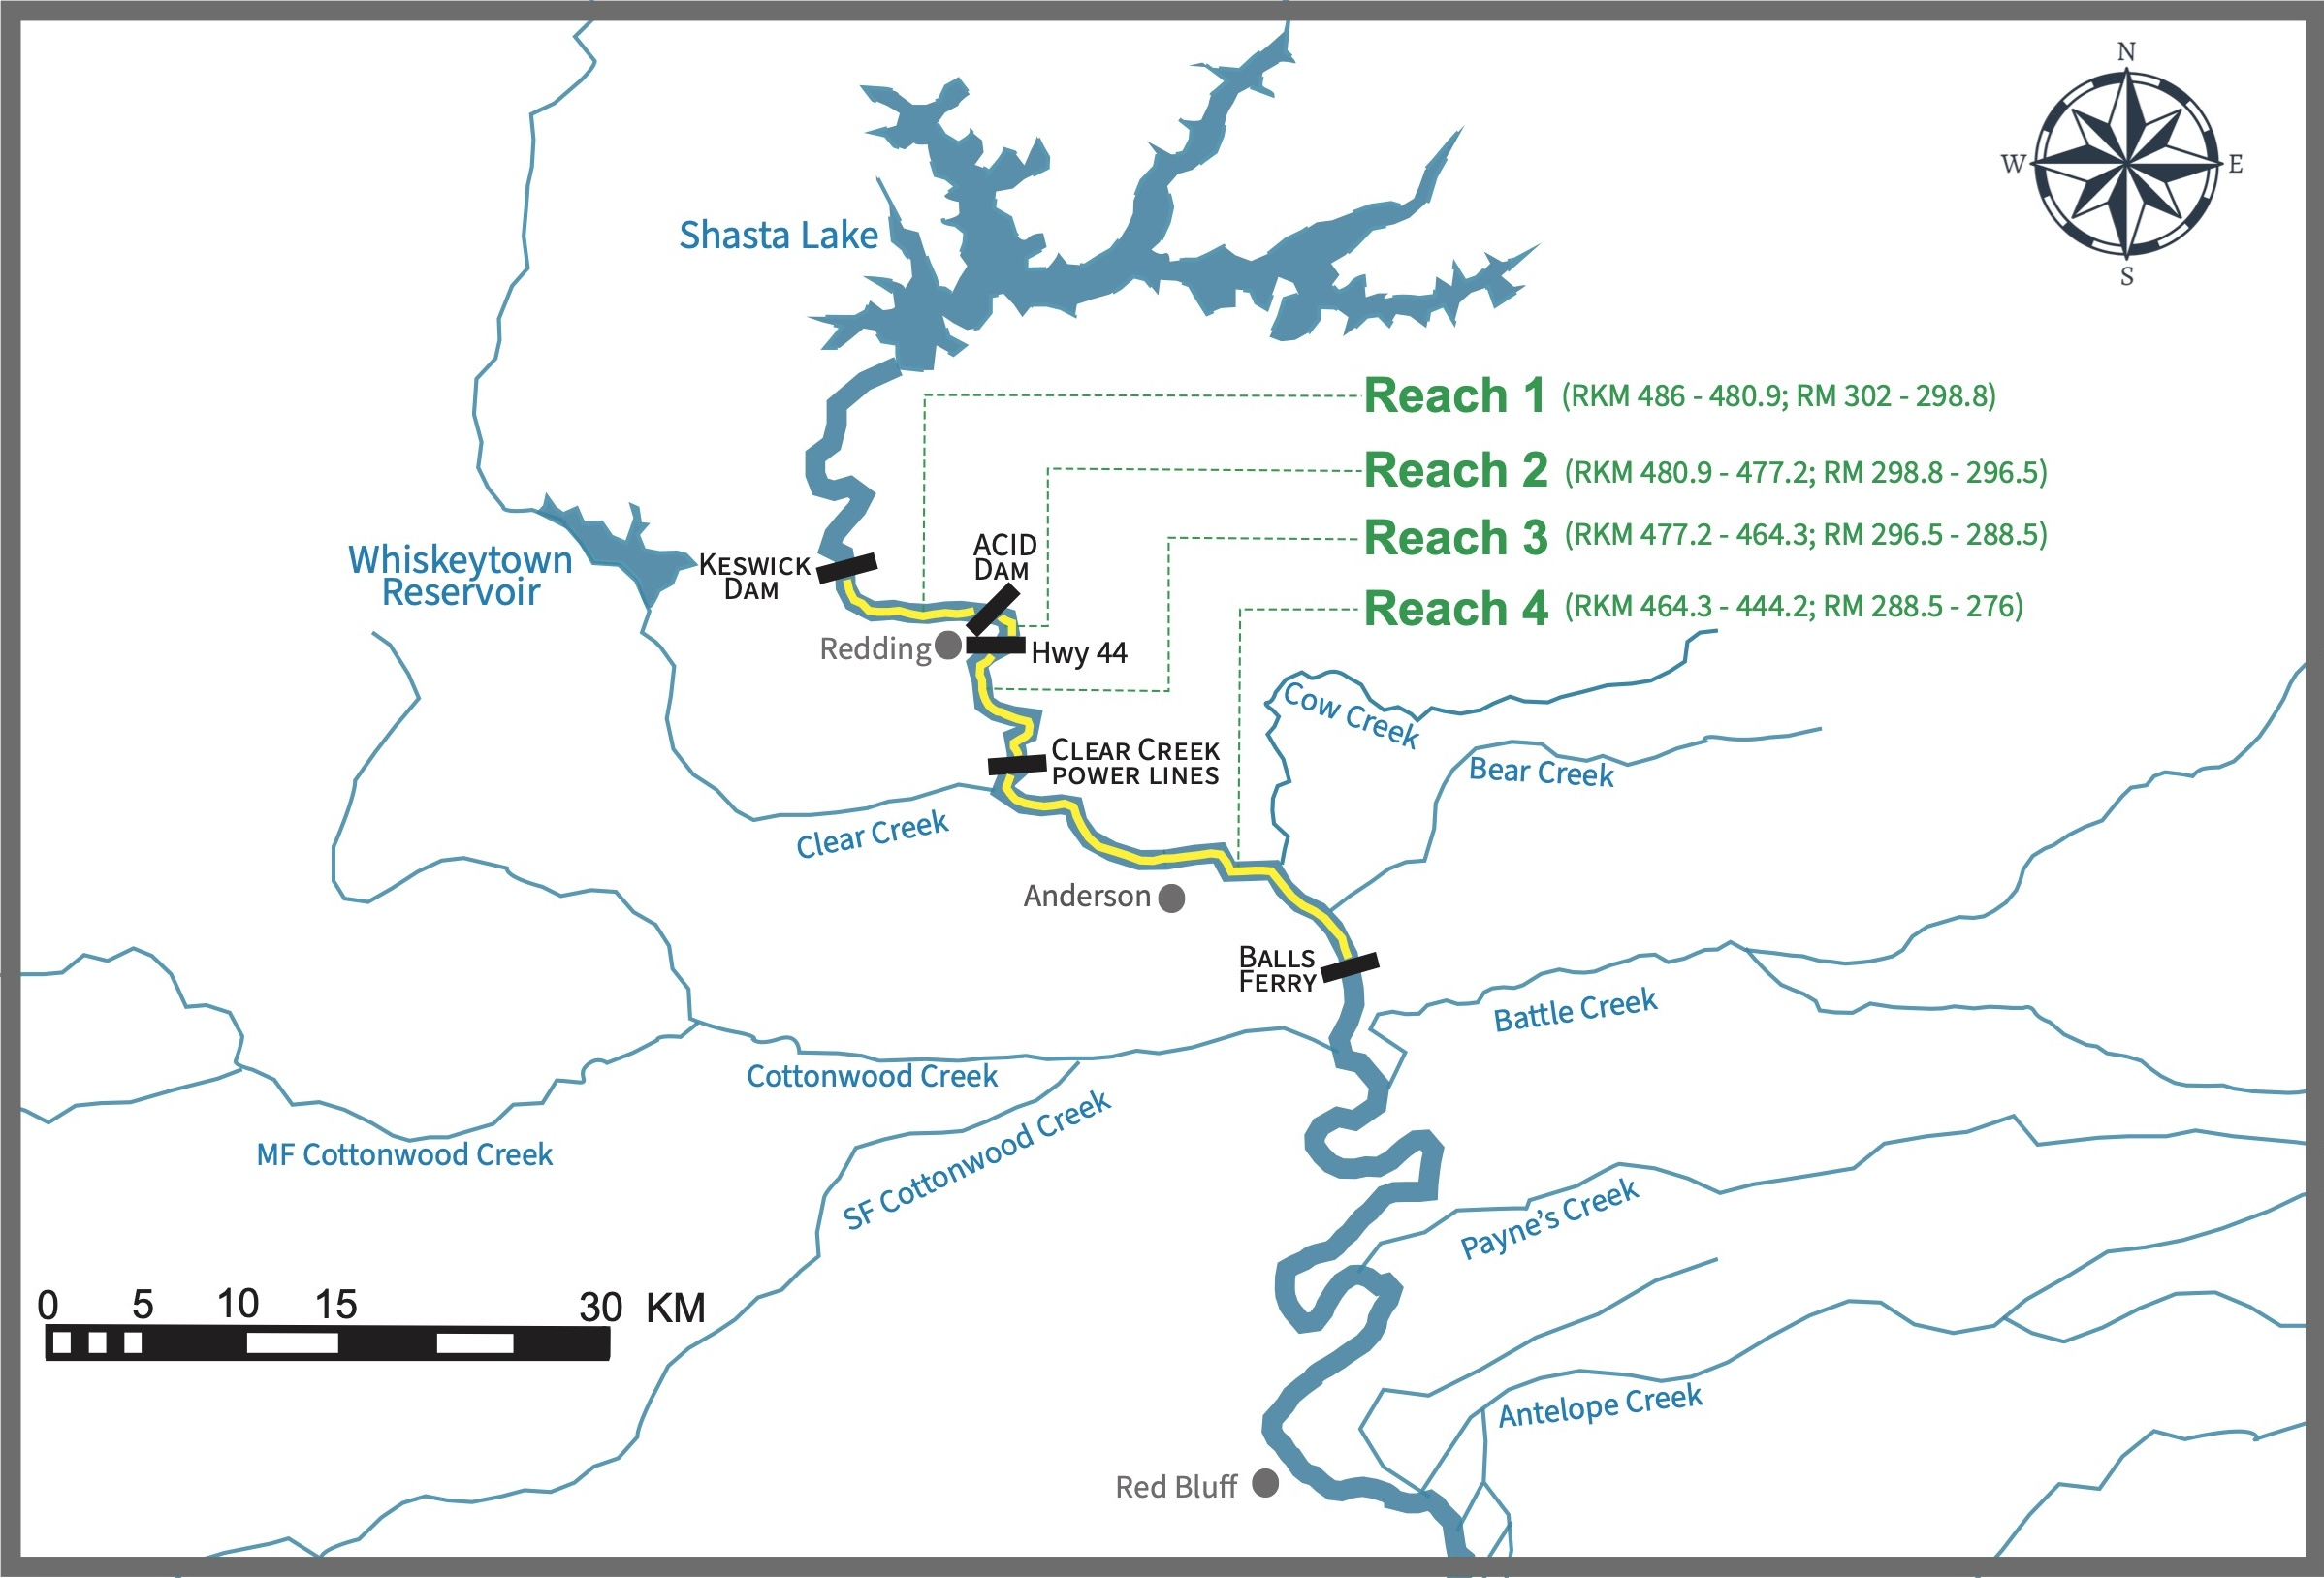 N
W E
S
Shasta Lake
Reach 1 (RKM 486 - 480.9; RM 302 - 298.8)
Reach 2 (RKM 480.9 - 477.2; RM 298.8 - 296.5)
Reach 3 (RKM 477.2 - 464.3; RM 296.5 - 288.5)
Reach 4 (RKM 464.3 - 444.2; RM 288.5 - 276)
Whiskeytown
Reservoir
KESWICK
DAM
ACID
DAM
Redding
Hwy 44
Cow Creek
Bear Creek
CLEAR CREEK
POWER LINES
Clear Creek
Anderson
BALLS
FERRY
Battle Creek
Cottonwood Creek
MF Cottonwood Creek
SF Cottonwood Creek
Payne’s Creek
0 5 10 15 30 KM
Antelope Creek
Red Bluff